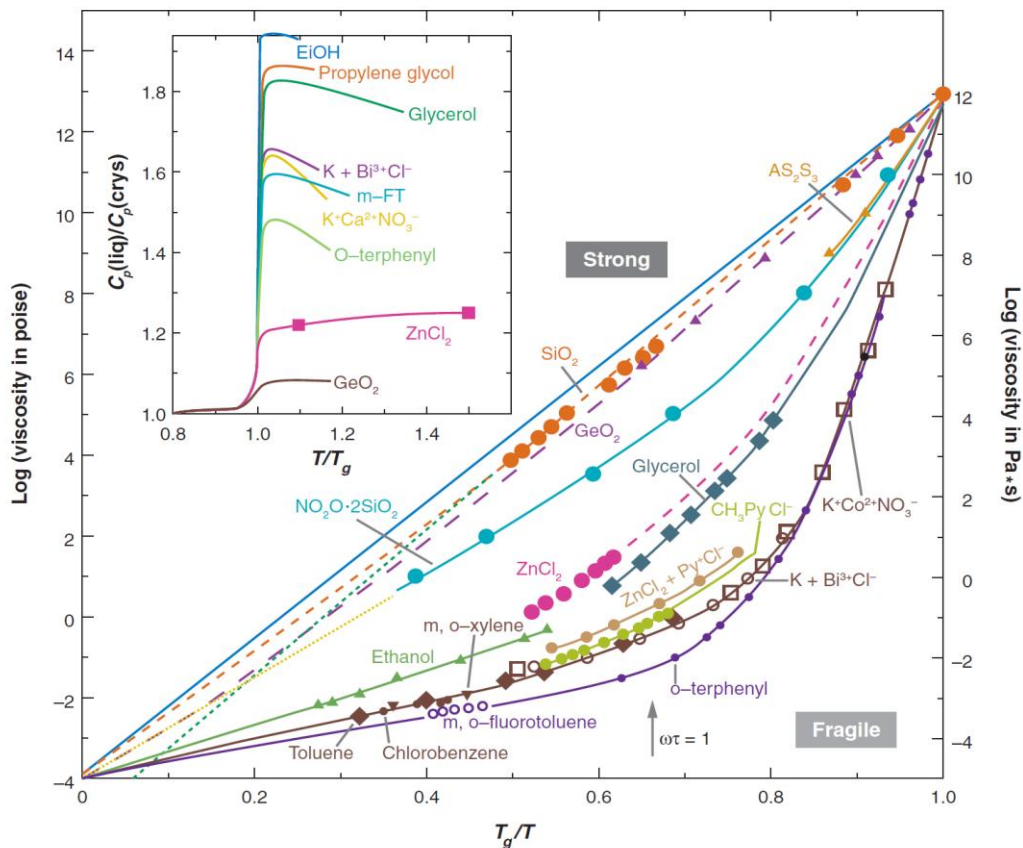 Log (viscosity in poise)
14
12
10
8
6
4
2
0
−2
−4
C_p(liq)/C_p(crys)
1.8
1.6
1.4
1.2
1.0
0.8
1.0
1.2
1.4
T/T_g
EiOH
Propylene glycol
Glycerol
K + Bi³⁺Cl⁻
m–FT
K⁺Ca²⁺NO₃⁻
O–terphenyl
ZnCl₂
GeO₂
Strong
AS₂S₃
SiO₂
GeO₂
Glycerol
CH₃Py Cl⁻
K⁺Co²⁺NO₃⁻
NO₂O·2SiO₂
ZnCl₂
ZnCl₂ + Py⁺Cl⁻
K + Bi³⁺Cl⁻
m, o–xylene
Ethanol
o–terphenyl
m, o–fluorotoluene
Toluene
Chlorobenzene
ωτ = 1
Fragile
0
0.2
0.4
0.6
0.8
1.0
T_g/T
12
10
8
6
4
2
0
−2
−4
Log (viscosity in Pa*s)